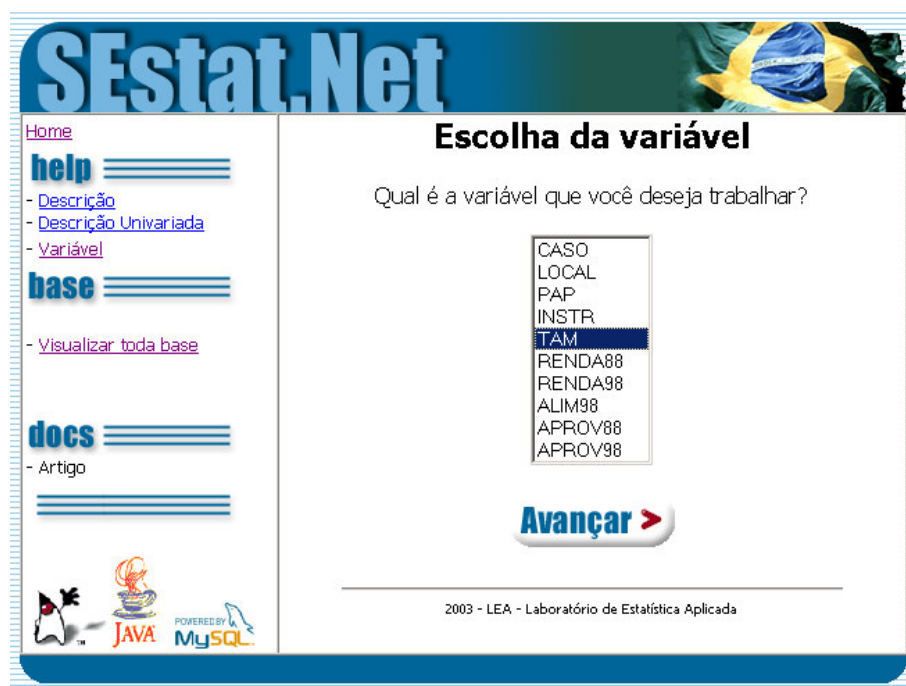 SEstat.Net
Home
help
- Descrição
- Descrição Univariada
- Variável
base
- Visualizar toda base
docs
- Artigo
JAVA
POWERED BY
MySQL
Escolha da variável
Qual é a variável que você deseja trabalhar?
CASO
LOCAL
PAP
INSTR
TAM
RENDA88
RENDA98
ALIM98
APROV88
APROV98
Avançar >
2003 - LEA - Laboratório de Estatística Aplicada